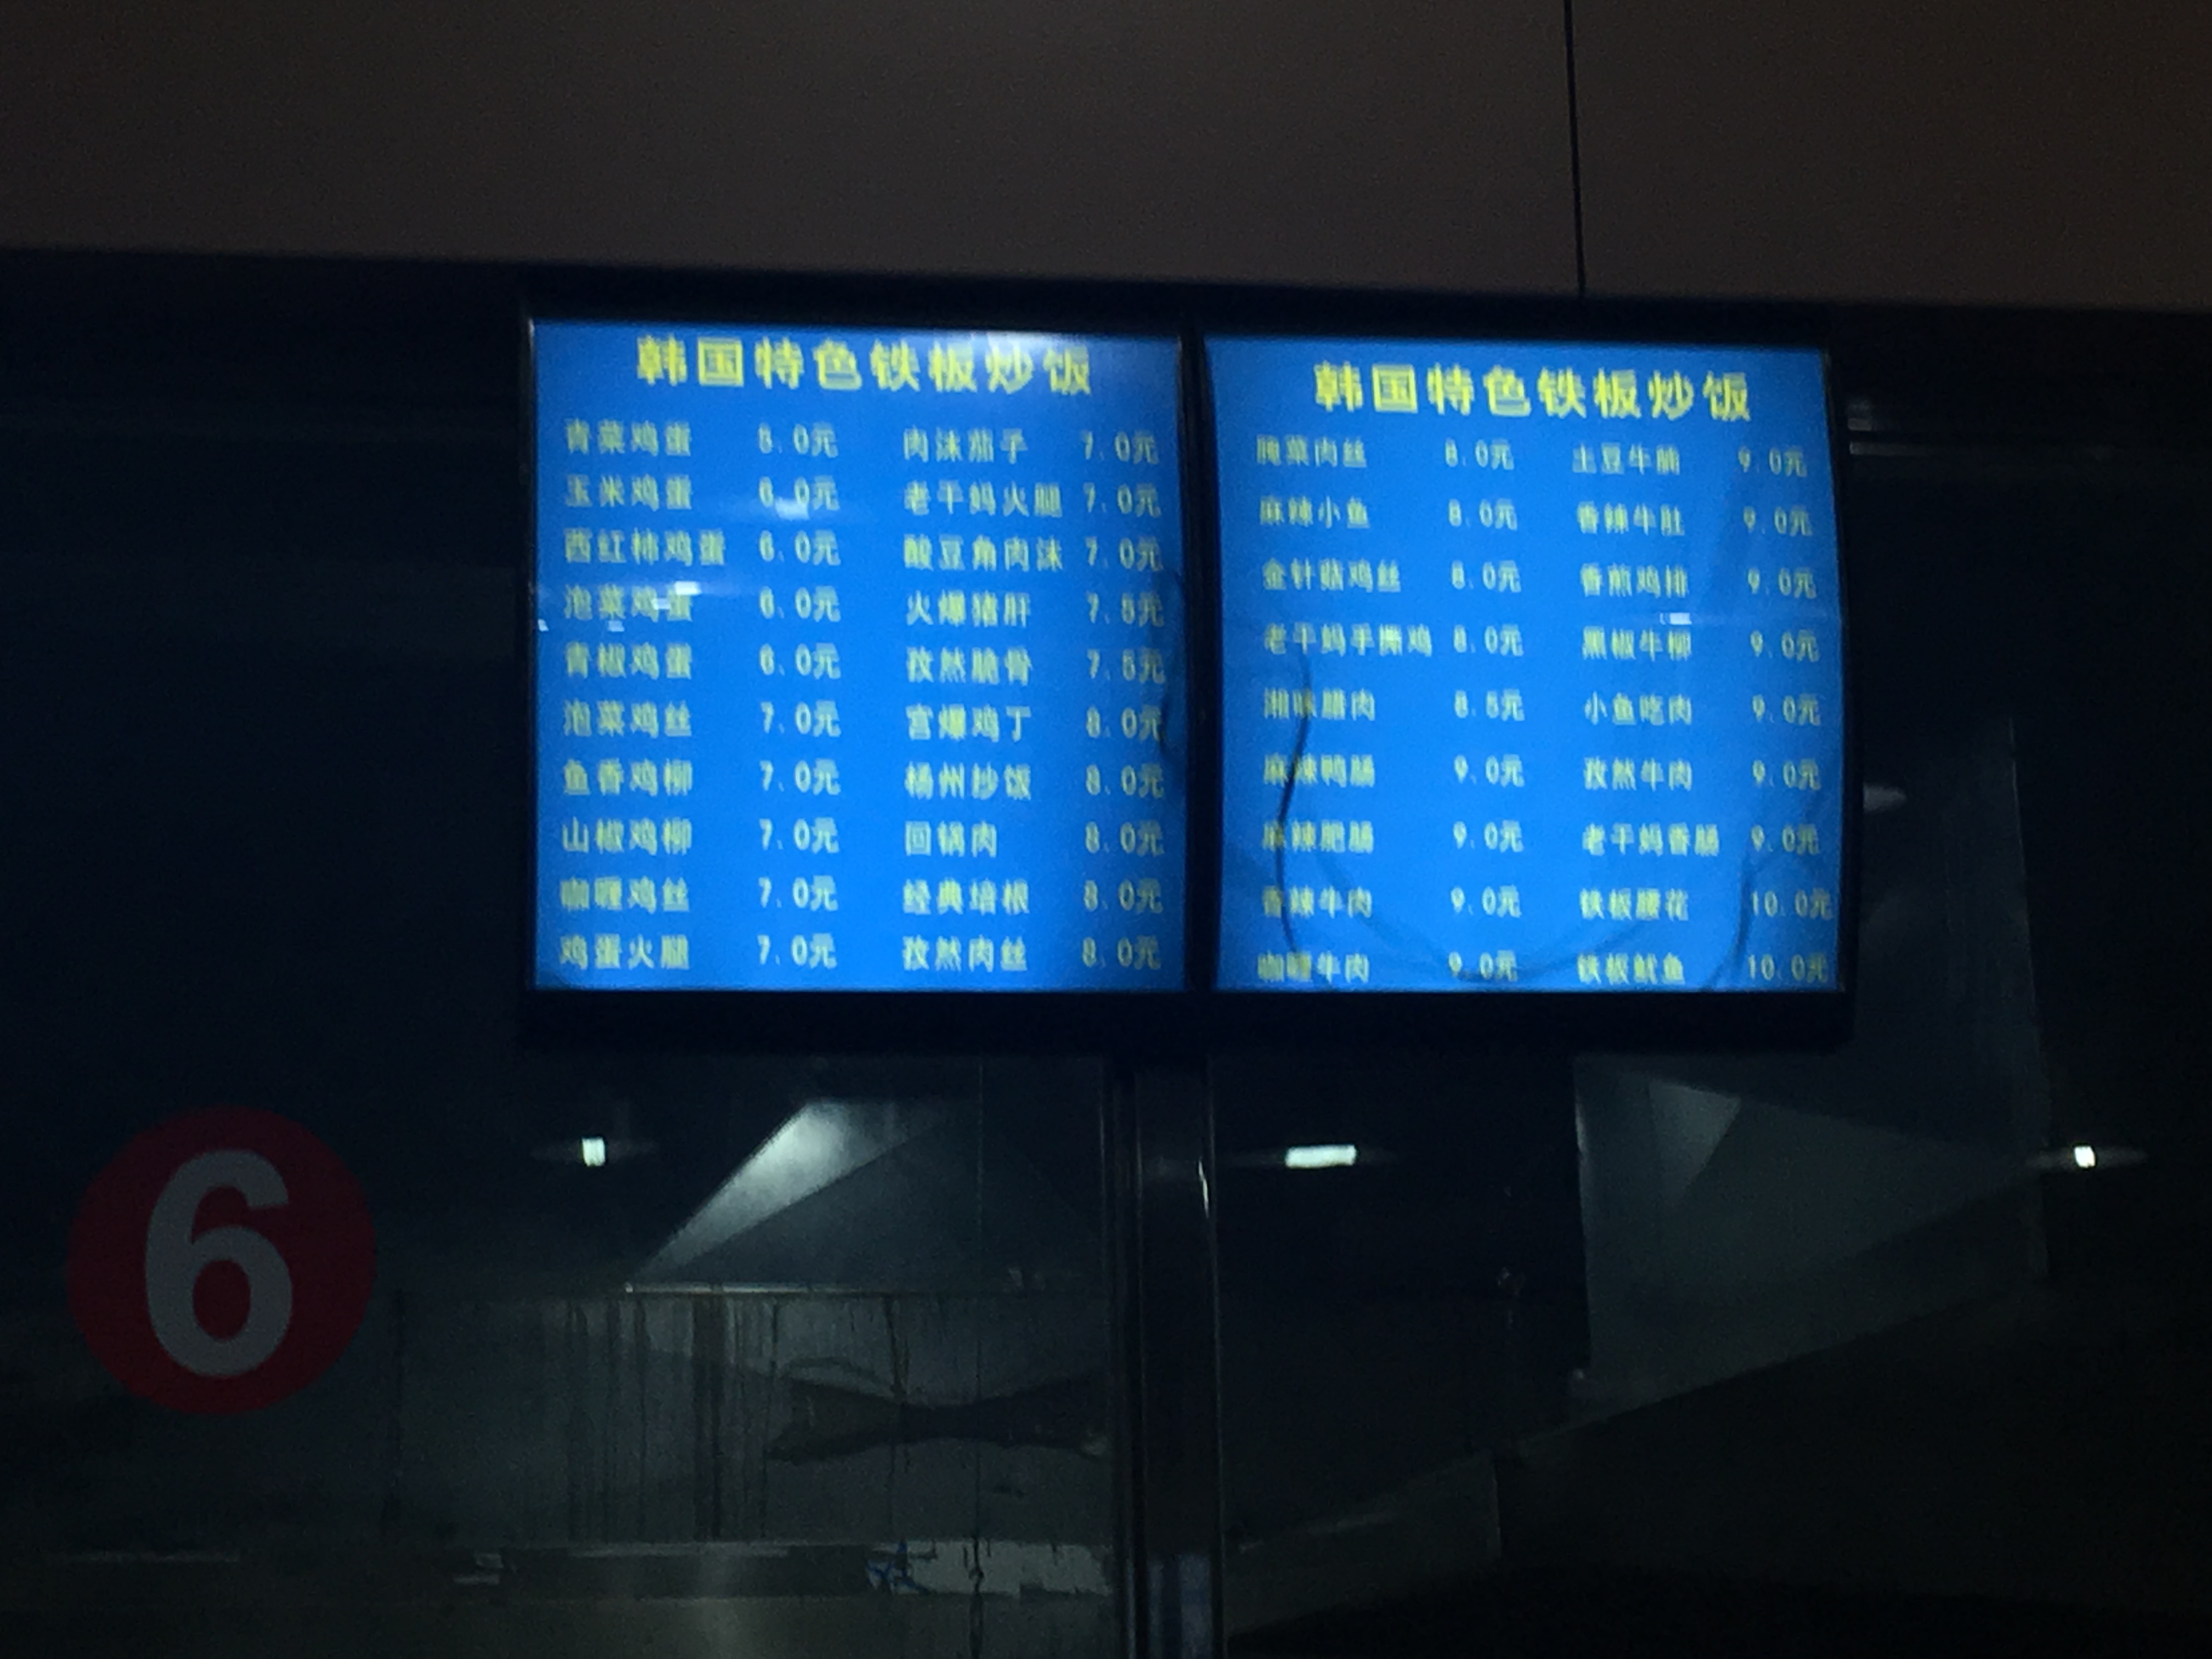 韩国特色铁板炒饭
青菜鸡蛋 6.0元 肉沫茄子 7.0元
玉米鸡蛋 6.0元 老干妈火腿 7.0元
西红柿鸡蛋 6.0元 酸豆角肉沫 7.0元
泡菜鸡蛋 6.0元 火爆猪肝 7.5元
青椒鸡蛋 6.0元 孜然脆骨 7.5元
泡菜鸡丝 7.0元 宫爆鸡丁 8.0元
鱼香鸡柳 7.0元 杨州炒饭 8.0元
山椒鸡柳 7.0元 回锅肉 8.0元
咖喱鸡丝 7.0元 经典培根 8.0元
鸡蛋火腿 7.0元 孜然肉丝 8.0元
韩国特色铁板炒饭
腌菜肉丝 8.0元 土豆牛腩 9.0元
麻辣小鱼 8.0元 香辣牛肚 9.0元
金针菇鸡丝 8.0元 香煎鸡排 9.0元
老干妈手撕鸡 8.0元 黑椒牛柳 9.0元
湘味腊肉 8.5元 小鱼吃肉 9.0元
麻辣鸭肠 9.0元 孜然牛肉 9.0元
麻辣肥肠 9.0元 老干妈香肠 9.0元
香辣牛肉 9.0元 铁板腰花 10.0元
咖喱牛肉 9.0元 铁板鱿鱼 10.0元
6